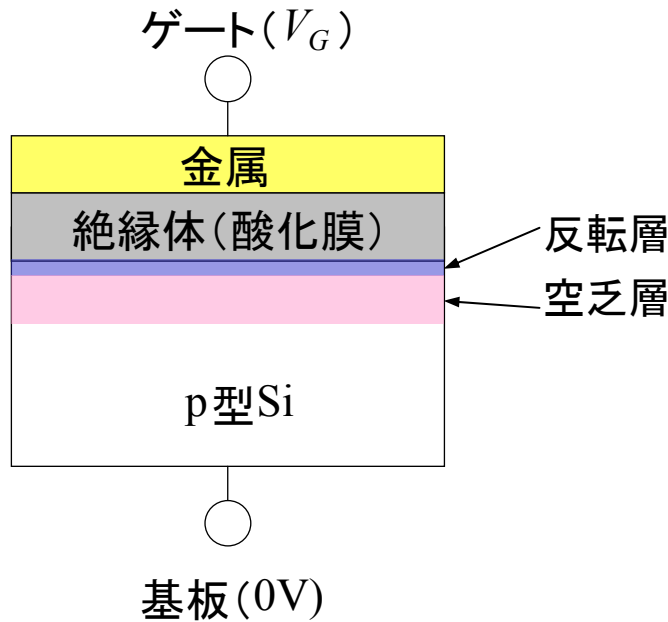 ゲート(V_G)
金属
絶縁体(酸化膜)
反転層
空乏層
p型Si
基板(0V)